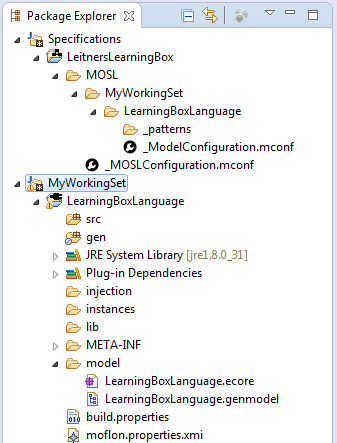 Package Explorer
Specifications
LeitnersLearningBox
MOSL
MyWorkingSet
LearningBoxLanguage
_patterns
_ModelConfiguration.mconf
_MOSLConfiguration.mconf
MyWorkingSet
LearningBoxLanguage
src
gen
JRE System Library [jre1.8.0_31]
Plug-in Dependencies
injection
instances
lib
META-INF
model
LearningBoxLanguage.ecore
LearningBoxLanguage.genmodel
build.properties
moflon.properties.xmi